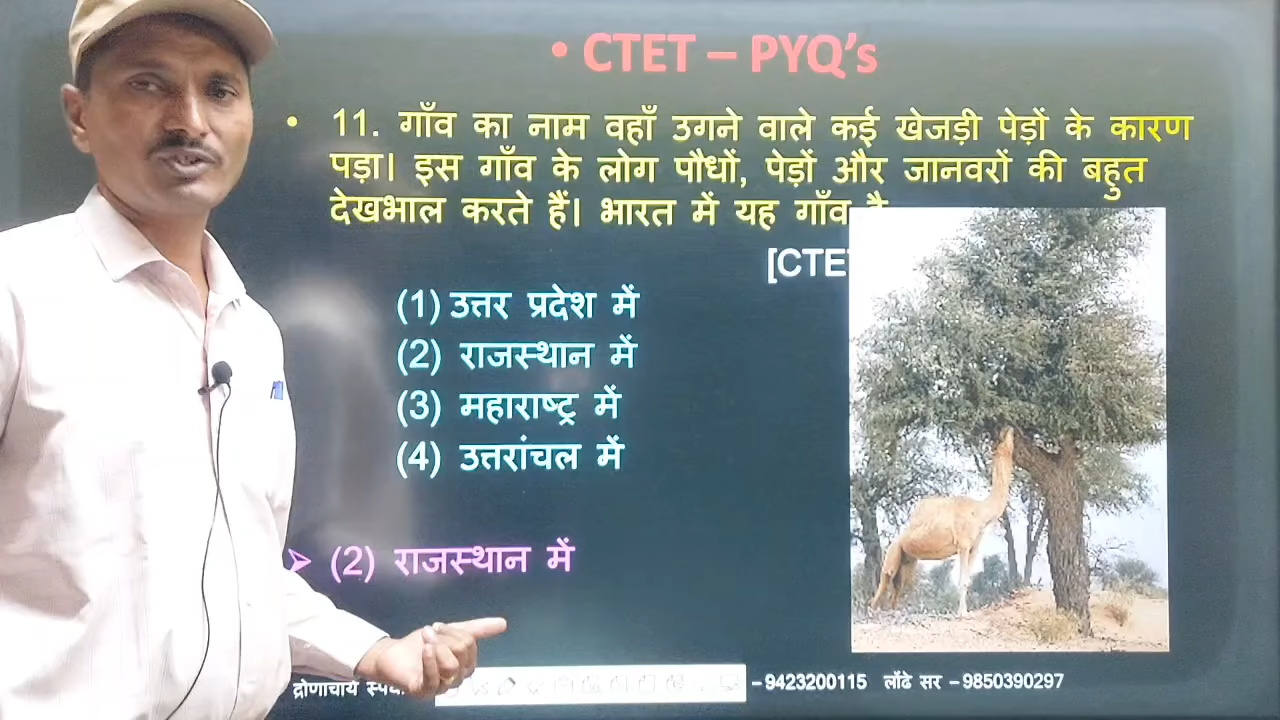 • CTET – PYQ's
• 11. गाँव का नाम वहाँ उगने वाले कई खेजड़ी पेड़ों के कारण
पड़ा। इस गाँव के लोग पौधों, पेड़ों और जानवरों की बहुत
देखभाल करते हैं। भारत में यह गाँव है
[CTE
(1) उत्तर प्रदेश में
(2) राजस्थान में
(3) महाराष्ट्र में
(4) उत्तरांचल में
➢ (2) राजस्थान में
द्रोणाचार्य –9423200115 लोंढे सर –9850390297